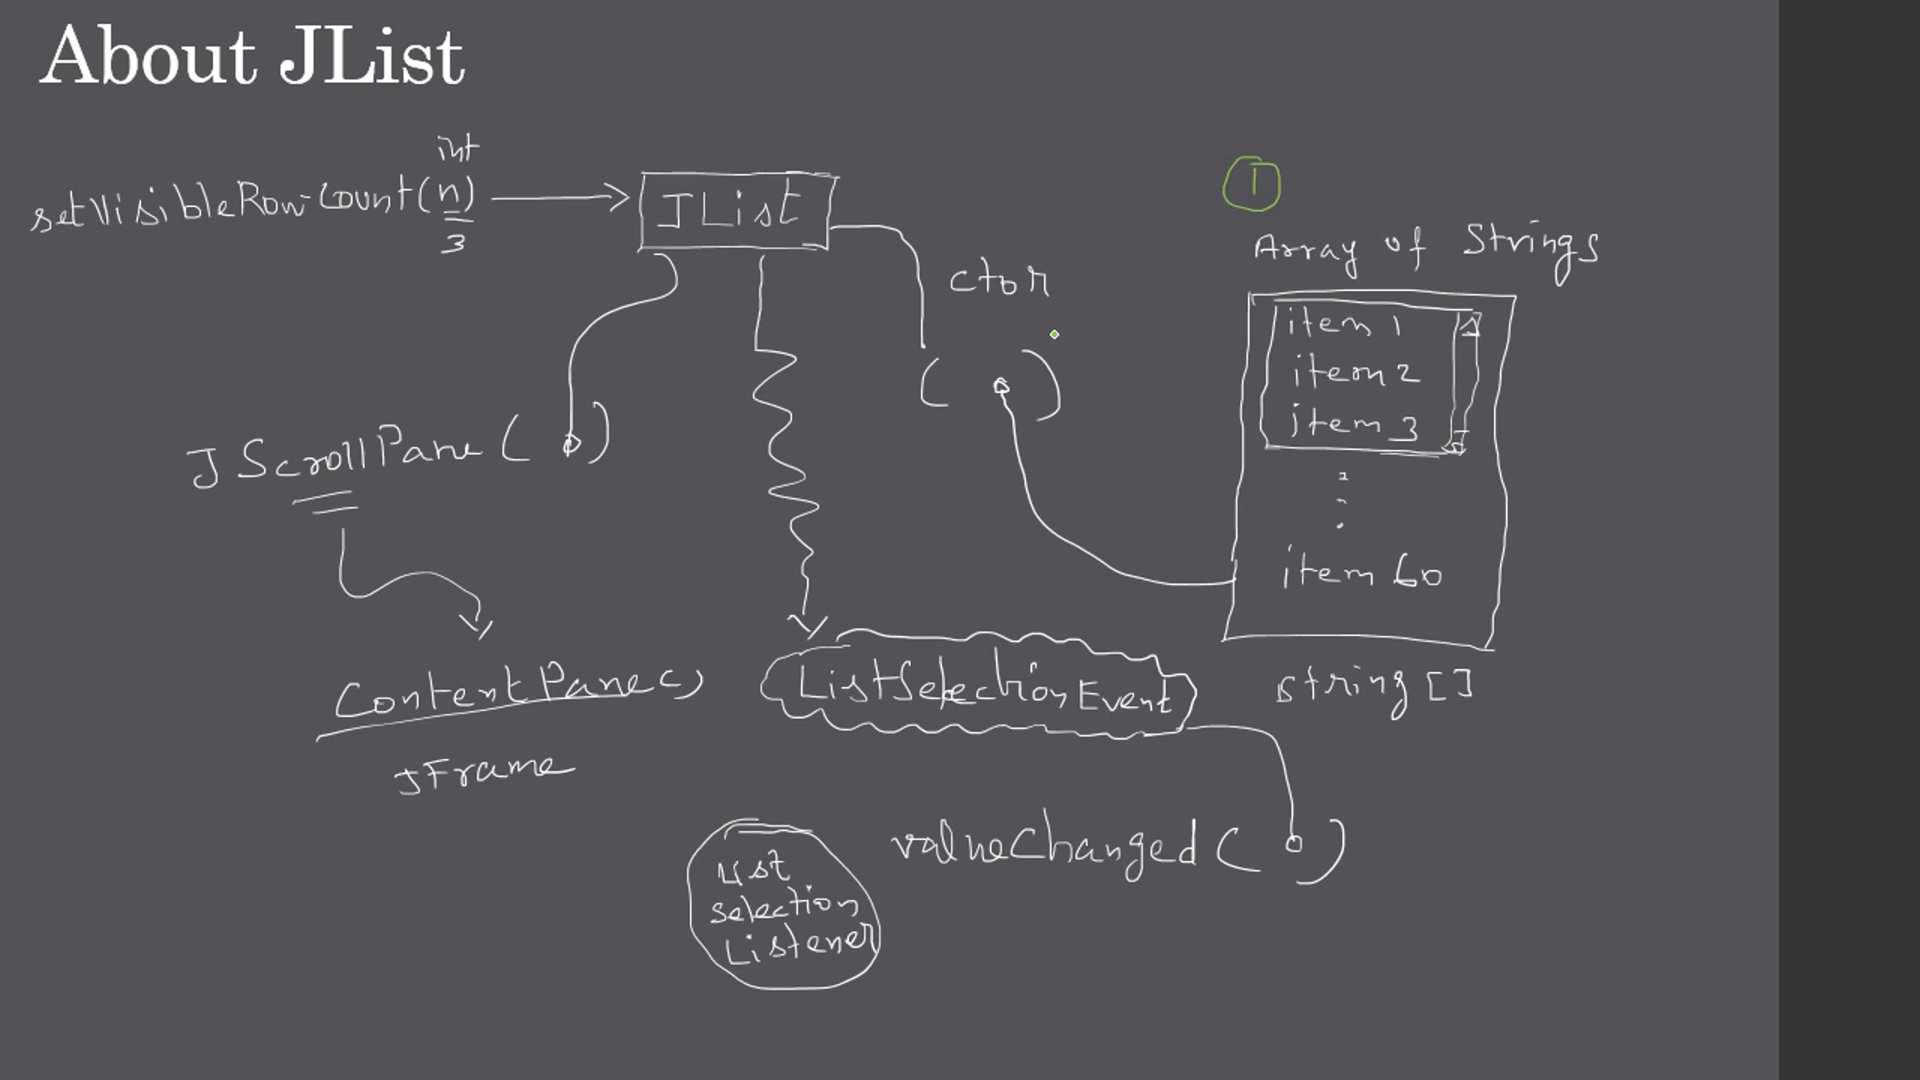 About JList
int
setVisibleRowCount(n)
3
JList
ctor
( )
1
Array of Strings
item 1
item 2
item 3
item 60
string []
JScrollPane ( )
ContentPane()
JFrame
ListSelectionEvent
valueChanged ( )
List
Selection
Listener